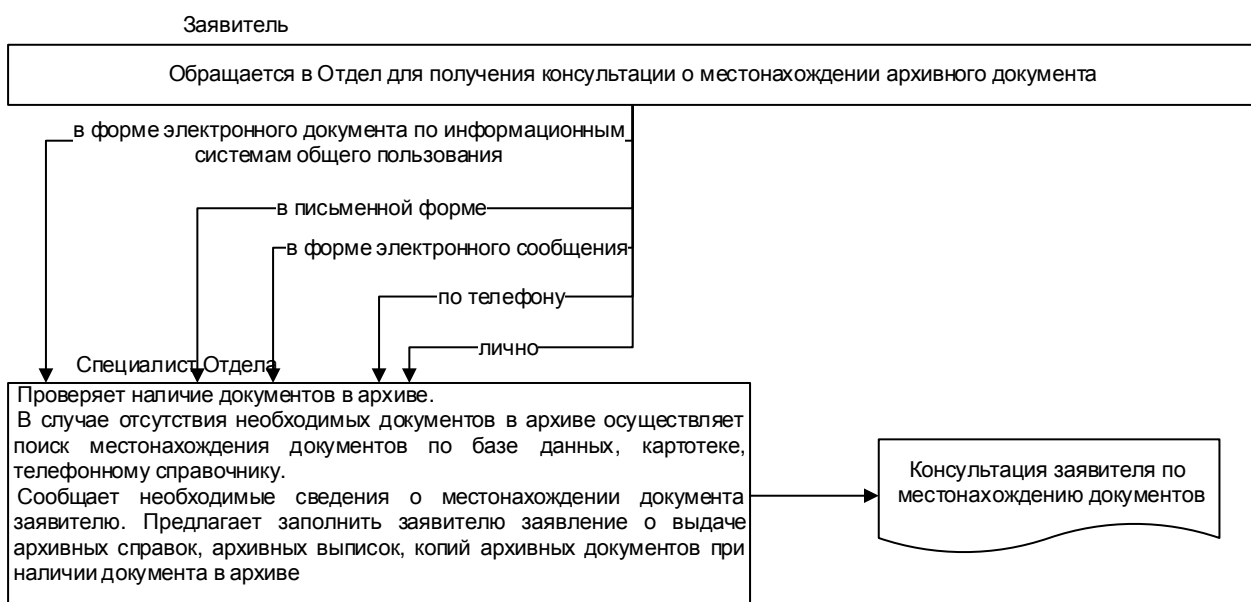 Заявитель
Обращается в Отдел для получения консультации о местонахождении архивного документа
в форме электронного документа по информационным
системам общего пользования
в письменной форме
в форме электронного сообщения
по телефону
лично
Специалист Отдела
Проверяет наличие документов в архиве.
В случае отсутствия необходимых документов в архиве осуществляет
поиск местонахождения документов по базе данных, картотеке,
телефонному справочнику.
Сообщает необходимые сведения о местонахождении документа
заявителю. Предлагает заполнить заявителю заявление о выдаче
архивных справок, архивных выписок, копий архивных документов при
наличии документа в архиве
Консультация заявителя по
местонахождению документов